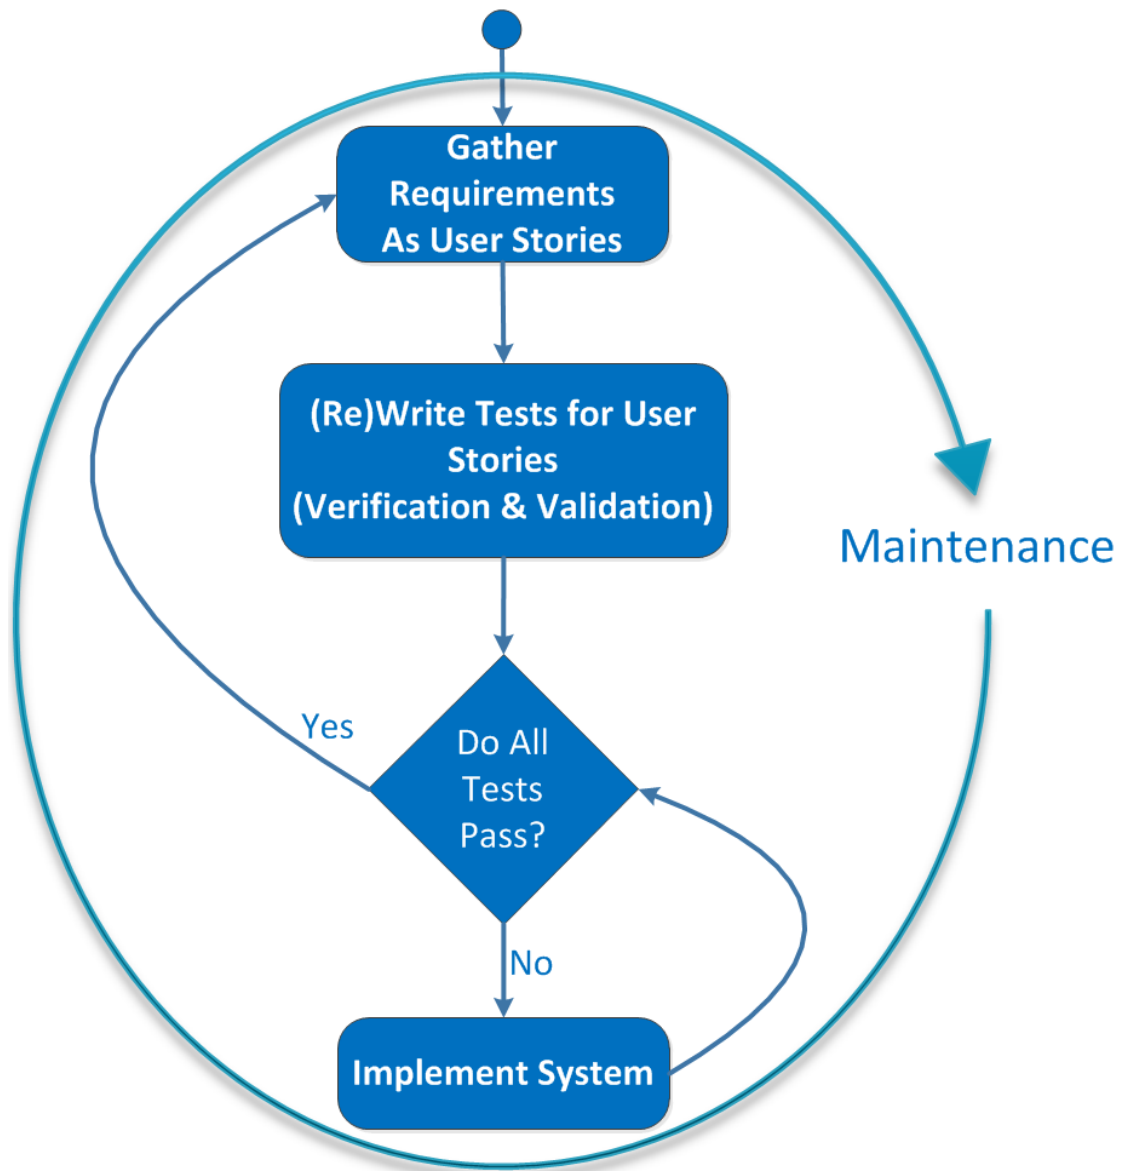 Gather
Requirements
As User Stories
(Re)Write Tests for User
Stories
(Verification & Validation)
Maintenance
Yes
Do All
Tests
Pass?
No
Implement System